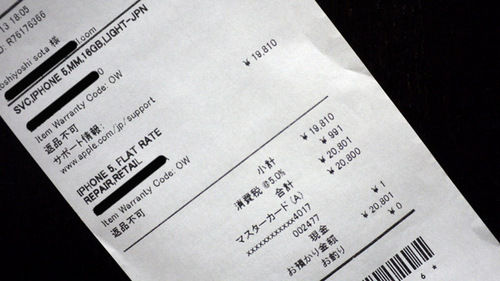 13 18:05
ID: R76176366
oshiyoshi sota 様
.com
SVC,IPHONE 5,MM,16GB,LIGHT-JPN
0 ¥ 19,810
Item Warranty Code: OW
返品不可
サポート情報:
www.apple.com/jp/support
IPHONE 5, FLAT RATE
REPAIR,RETAIL
Item Warranty Code: OW
返品不可
小計 ¥ 19,810
消費税 @5.0% ¥ 991
合計 ¥ 20,801
マスターカード (A) ¥ 20,800
xxxxxxxxxxxx4017
002477
現金 ¥ 1
お預かり金額 ¥ 20,801
お釣り ¥ 0
6 *